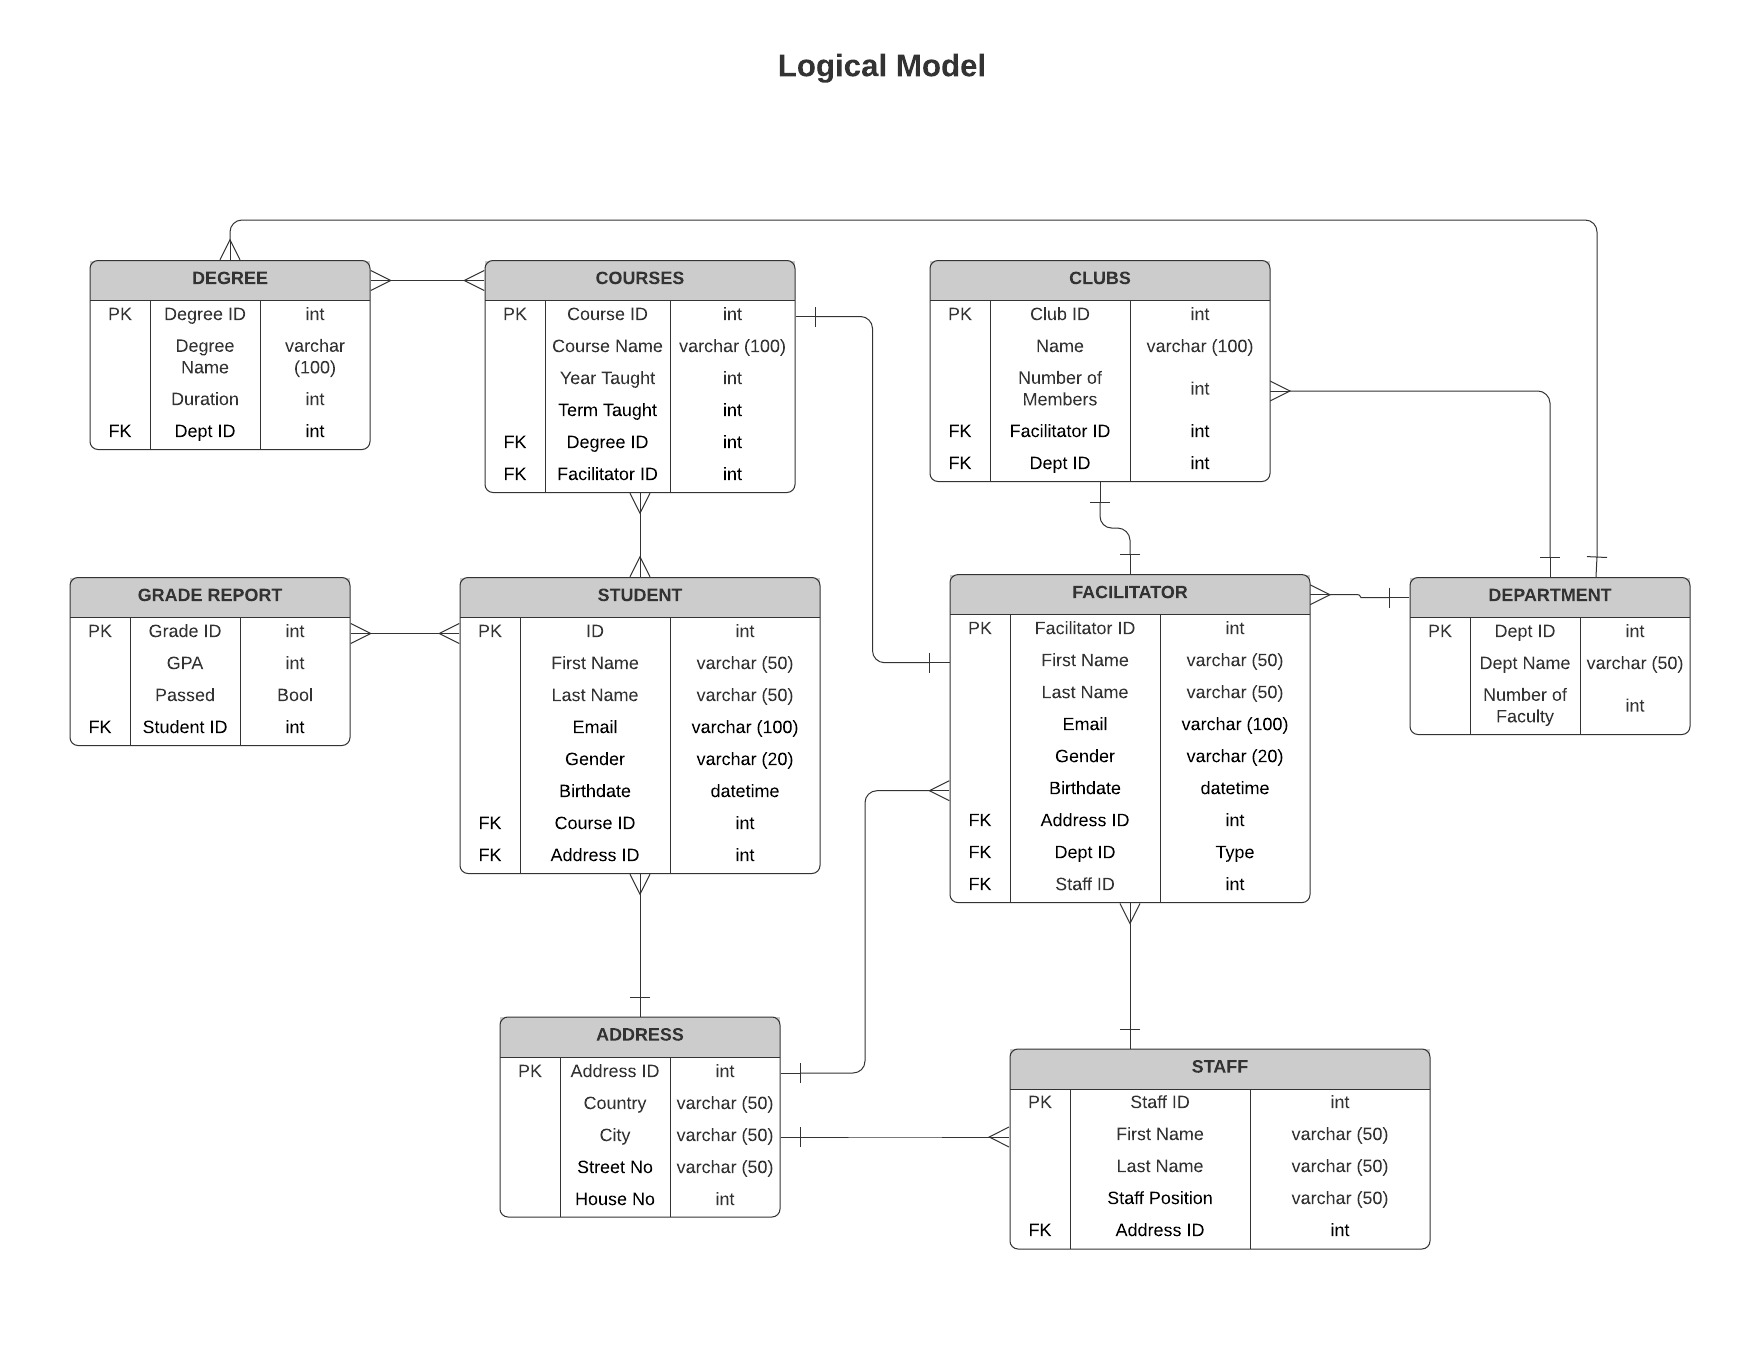 Logical Model
DEGREE
PK Degree ID int
Degree Name varchar (100)
Duration int
FK Dept ID int
COURSES
PK Course ID int
Course Name varchar (100)
Year Taught int
Term Taught int
FK Degree ID int
FK Facilitator ID int
CLUBS
PK Club ID int
Name varchar (100)
Number of Members int
FK Facilitator ID int
FK Dept ID int
GRADE REPORT
PK Grade ID int
GPA int
Passed Bool
FK Student ID int
STUDENT
PK ID int
First Name varchar (50)
Last Name varchar (50)
Email varchar (100)
Gender varchar (20)
Birthdate datetime
FK Course ID int
FK Address ID int
FACILITATOR
PK Facilitator ID int
First Name varchar (50)
Last Name varchar (50)
Email varchar (100)
Gender varchar (20)
Birthdate datetime
FK Address ID int
FK Dept ID Type
FK Staff ID int
DEPARTMENT
PK Dept ID int
Dept Name varchar (50)
Number of Faculty int
ADDRESS
PK Address ID int
Country varchar (50)
City varchar (50)
Street No varchar (50)
House No int
STAFF
PK Staff ID int
First Name varchar (50)
Last Name varchar (50)
Staff Position varchar (50)
FK Address ID int